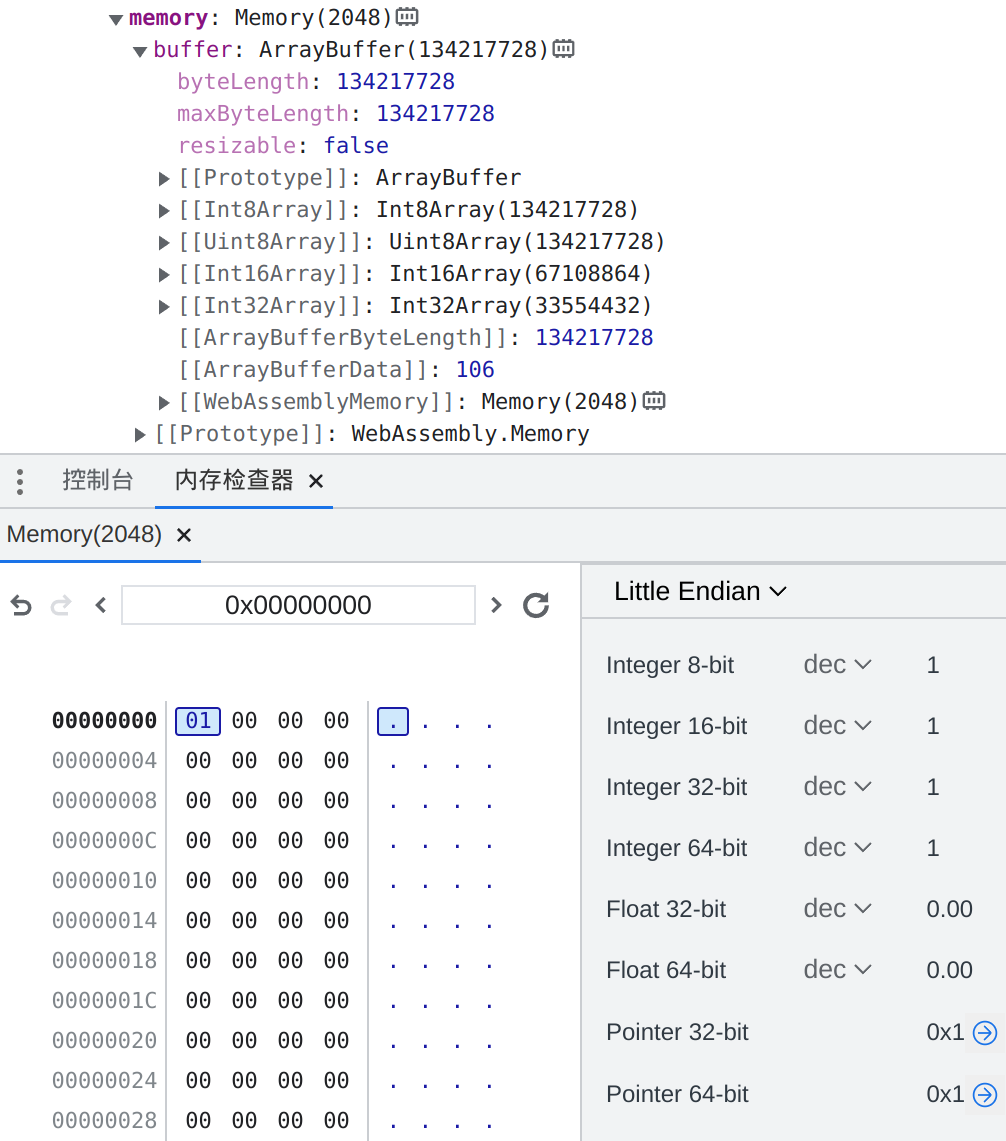 memory: Memory(2048)
buffer: ArrayBuffer(134217728)
byteLength: 134217728
maxByteLength: 134217728
resizable: false
[[Prototype]]: ArrayBuffer
[[Int8Array]]: Int8Array(134217728)
[[Uint8Array]]: Uint8Array(134217728)
[[Int16Array]]: Int16Array(67108864)
[[Int32Array]]: Int32Array(33554432)
[[ArrayBufferByteLength]]: 134217728
[[ArrayBufferData]]: 106
[[WebAssemblyMemory]]: Memory(2048)
[[Prototype]]: WebAssembly.Memory
控制台 内存检查器 ×
Memory(2048) ×
0x00000000
00000000 01 00 00 00 . . . .
00000004 00 00 00 00 . . . .
00000008 00 00 00 00 . . . .
0000000C 00 00 00 00 . . . .
00000010 00 00 00 00 . . . .
00000014 00 00 00 00 . . . .
00000018 00 00 00 00 . . . .
0000001C 00 00 00 00 . . . .
00000020 00 00 00 00 . . . .
00000024 00 00 00 00 . . . .
00000028 00 00 00 00 . . . .
Little Endian
Integer 8-bit dec 1
Integer 16-bit dec 1
Integer 32-bit dec 1
Integer 64-bit dec 1
Float 32-bit dec 0.00
Float 64-bit dec 0.00
Pointer 32-bit 0x1
Pointer 64-bit 0x1